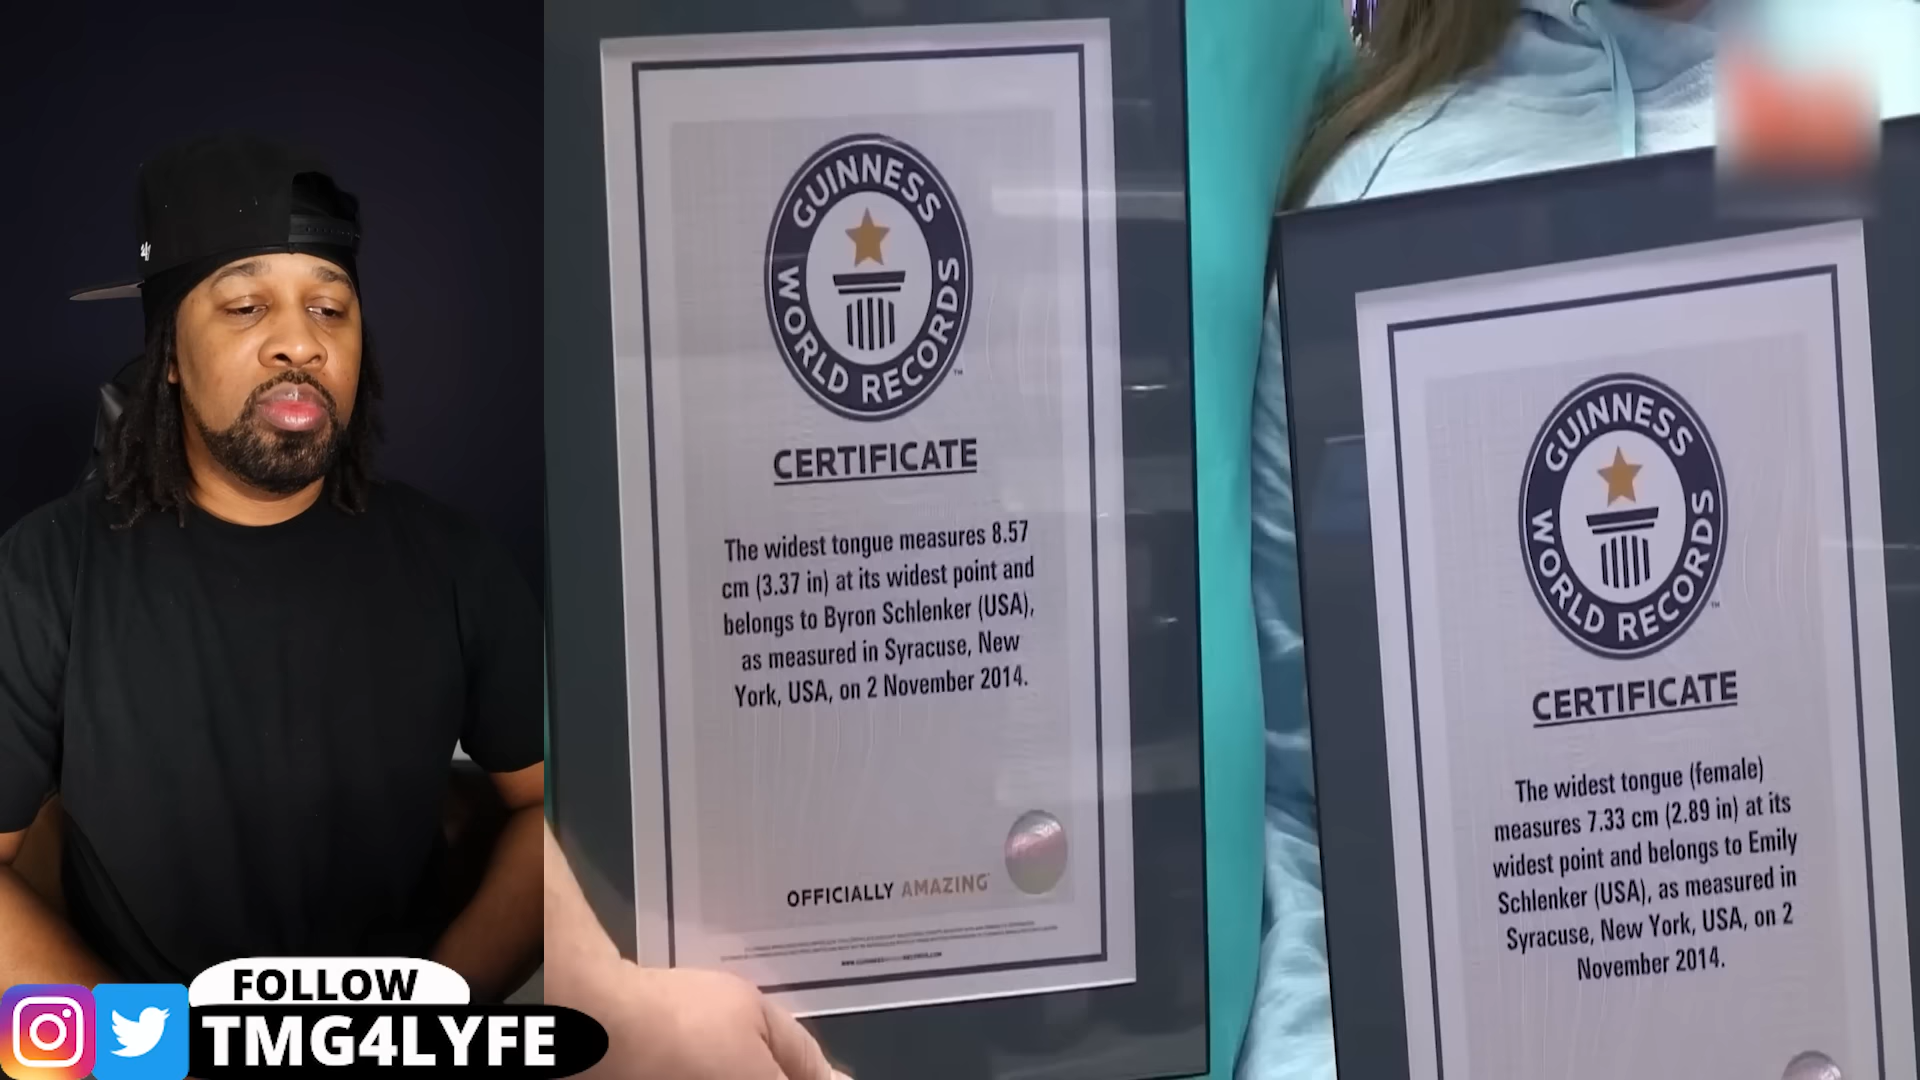 GUINNESS
WORLD RECORDS
TM
CERTIFICATE
The widest tongue measures 8.57
cm (3.37 in) at its widest point and
belongs to Byron Schlenker (USA),
as measured in Syracuse, New
York, USA, on 2 November 2014.
OFFICIALLY AMAZING
GUINNESS
WORLD RECORDS
TM
CERTIFICATE
The widest tongue (female)
measures 7.33 cm (2.89 in) at its
widest point and belongs to Emily
Schlenker (USA), as measured in
Syracuse, New York, USA, on 2
November 2014.
47
FOLLOW
TMG4LYFE